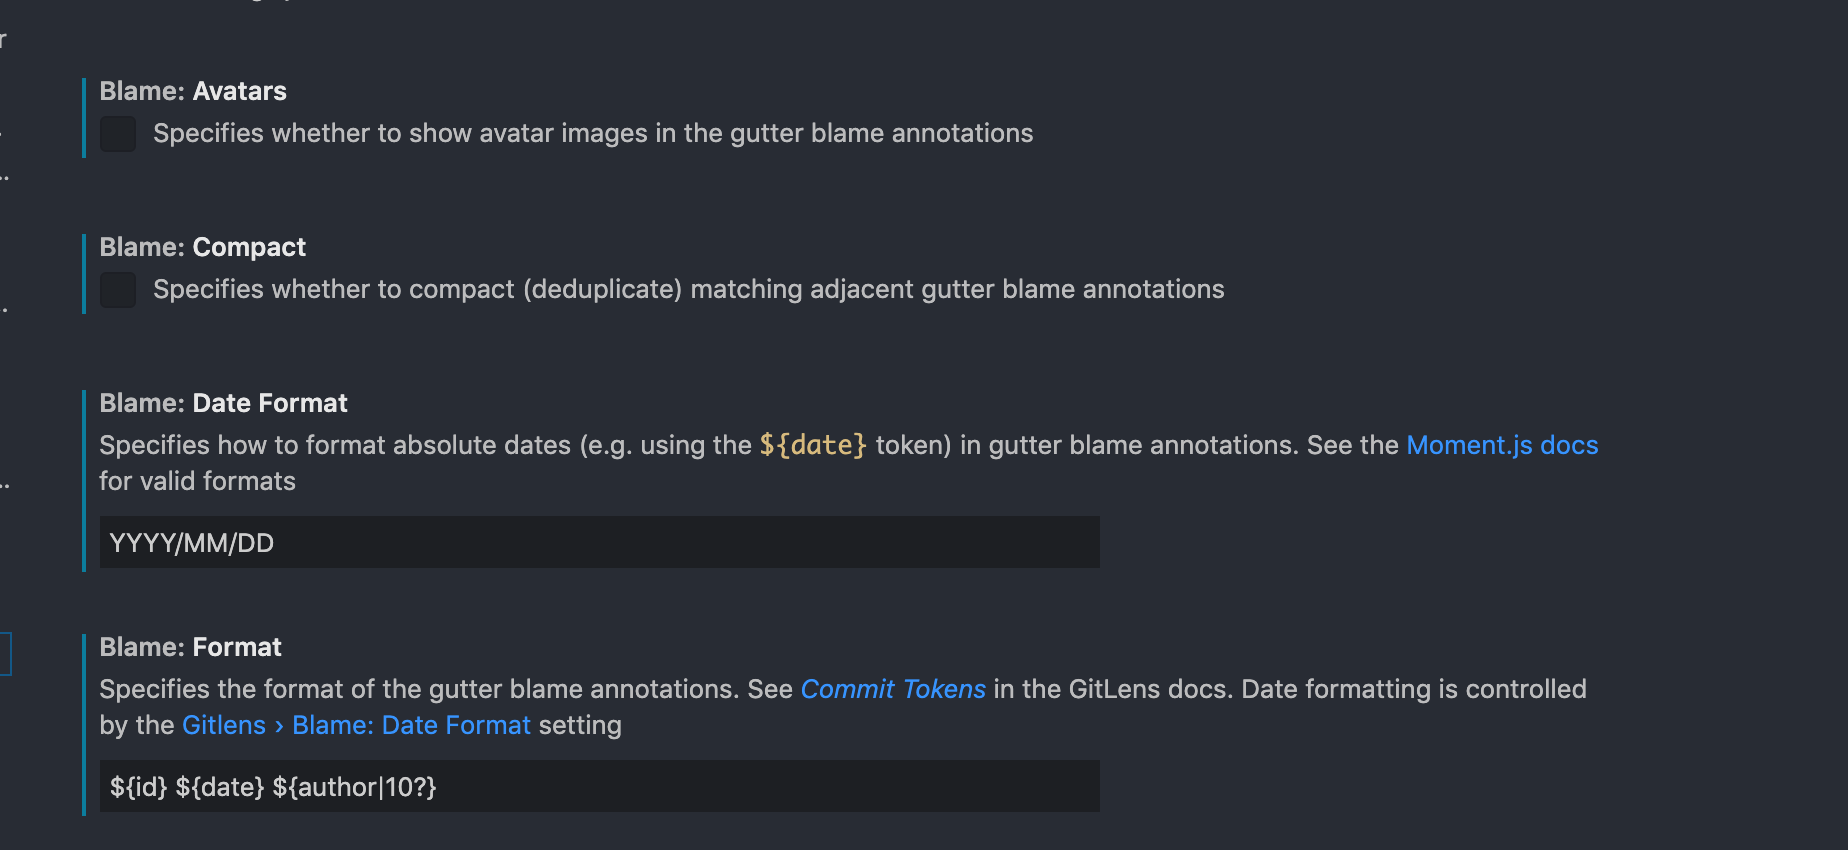 r
Blame: Avatars
Specifies whether to show avatar images in the gutter blame annotations
..
Blame: Compact
Specifies whether to compact (deduplicate) matching adjacent gutter blame annotations
Blame: Date Format
Specifies how to format absolute dates (e.g. using the ${date} token) in gutter blame annotations. See the Moment.js docs
for valid formats
..
YYYY/MM/DD
Blame: Format
Specifies the format of the gutter blame annotations. See Commit Tokens in the GitLens docs. Date formatting is controlled
by the Gitlens › Blame: Date Format setting
${id} ${date} ${author|10?}